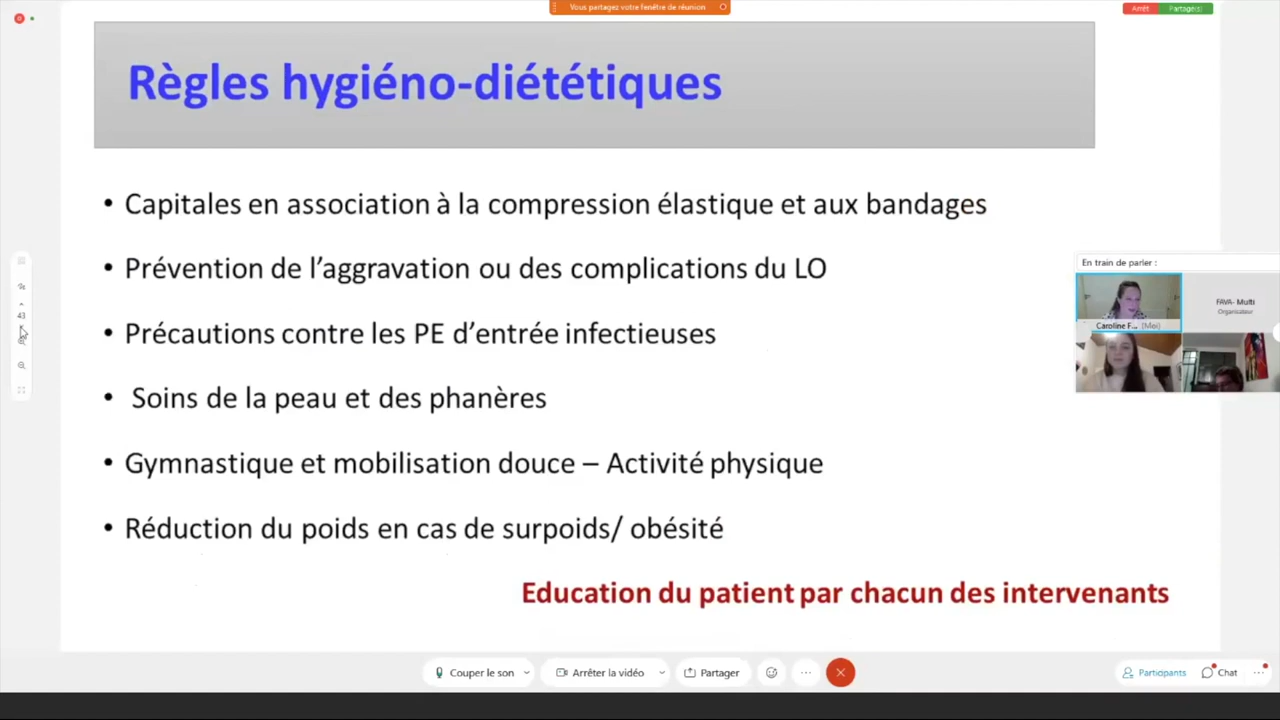 Vous partagez votre fenêtre de réunion
Arrêt
Partagé(s)
Règles hygiéno-diététiques
• Capitales en association à la compression élastique et aux bandages
• Prévention de l’aggravation ou des complications du LO
• Précautions contre les PE d’entrée infectieuses
• Soins de la peau et des phanères
• Gymnastique et mobilisation douce – Activité physique
• Réduction du poids en cas de surpoids/ obésité
Education du patient par chacun des intervenants
43
En train de parler :
Caroline F... (Moi)
FAVA- Multi
Organisateur
Couper le son
Arrêter la vidéo
Partager
Participants
Chat